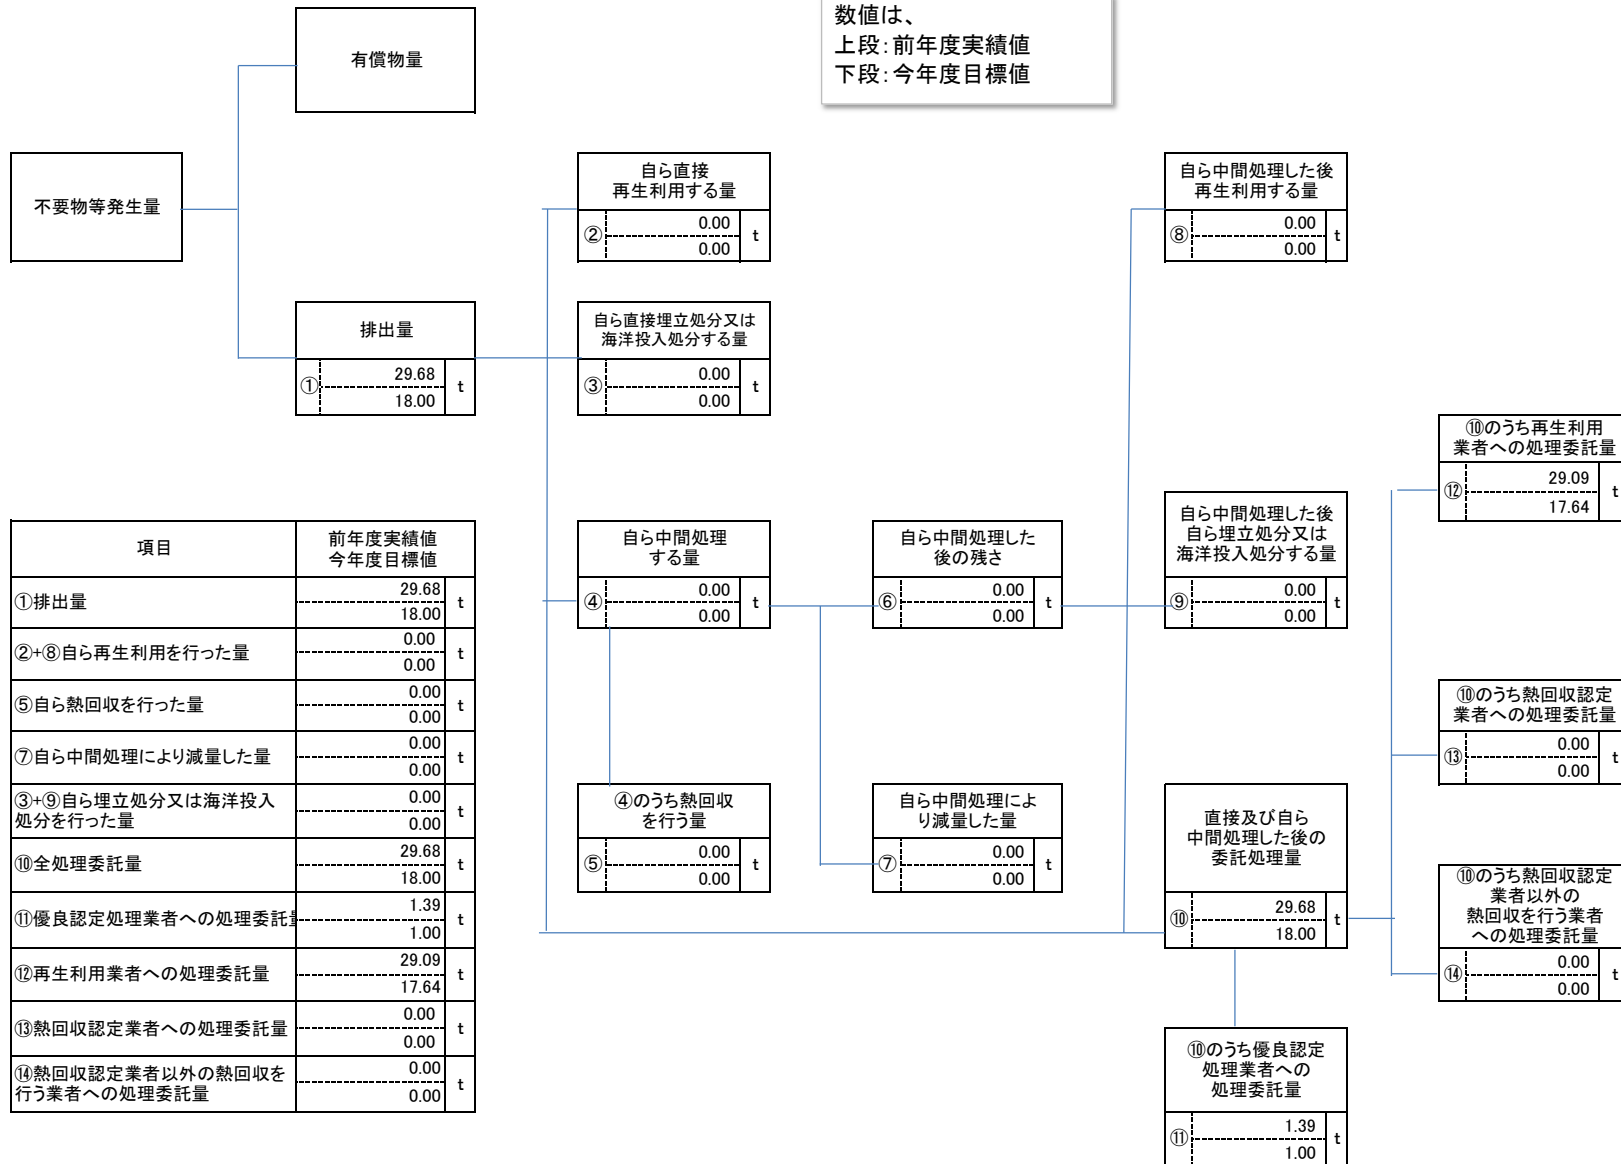 数値は、
上段：前年度実績値
下段：今年度目標値
有償物量
不要物等発生量
排出量
①
29.68
18.00
t
自ら直接
再生利用する量
②
0.00
0.00
t
自ら直接埋立処分又は
海洋投入処分する量
③
0.00
0.00
t
自ら中間処理
する量
④
0.00
0.00
t
④のうち熱回収
を行う量
⑤
0.00
0.00
t
自ら中間処理した
後の残さ
⑥
0.00
0.00
t
自ら中間処理によ
り減量した量
⑦
0.00
0.00
t
自ら中間処理した後
再生利用する量
⑧
0.00
0.00
t
自ら中間処理した後
自ら埋立処分又は
海洋投入処分する量
⑨
0.00
0.00
t
直接及び自ら
中間処理した後の
委託処理量
⑩
29.68
18.00
t
⑩のうち優良認定
処理業者への
処理委託量
⑪
1.39
1.00
t
⑩のうち再生利用
業者への処理委託量
⑫
29.09
17.64
t
⑩のうち熱回収認定
業者への処理委託量
⑬
0.00
0.00
t
⑩のうち熱回収認定
業者以外の
熱回収を行う業者
への処理委託量
⑭
0.00
0.00
t
項目
前年度実績値
今年度目標値
①排出量
29.68
18.00
t
②+⑧自ら再生利用を行った量
0.00
0.00
t
⑤自ら熱回収を行った量
0.00
0.00
t
⑦自ら中間処理により減量した量
0.00
0.00
t
③+⑨自ら埋立処分又は海洋投入
処分を行った量
0.00
0.00
t
⑩全処理委託量
29.68
18.00
t
⑪優良認定処理業者への処理委託
1.39
1.00
t
⑫再生利用業者への処理委託量
29.09
17.64
t
⑬熱回収認定業者への処理委託量
0.00
0.00
t
⑭熱回収認定業者以外の熱回収を
行う業者への処理委託量
0.00
0.00
t